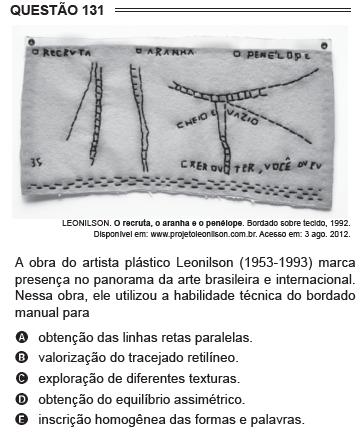 QUESTÃO 131
O RECRUTA O ARANHA O PENÉLOPE
CHEIO E VAZIO
35
CRER OU TER, VOCÊ OU EU
LEONILSON. O recruta, o aranha e o penélope. Bordado sobre tecido, 1992.
Disponível em: www.projetoleonilson.com.br. Acesso em: 3 ago. 2012.
A obra do artista plástico Leonilson (1953-1993) marca
presença no panorama da arte brasileira e internacional.
Nessa obra, ele utilizou a habilidade técnica do bordado
manual para
A obtenção das linhas retas paralelas.
B valorização do tracejado retilíneo.
C exploração de diferentes texturas.
D obtenção do equilíbrio assimétrico.
E inscrição homogênea das formas e palavras.